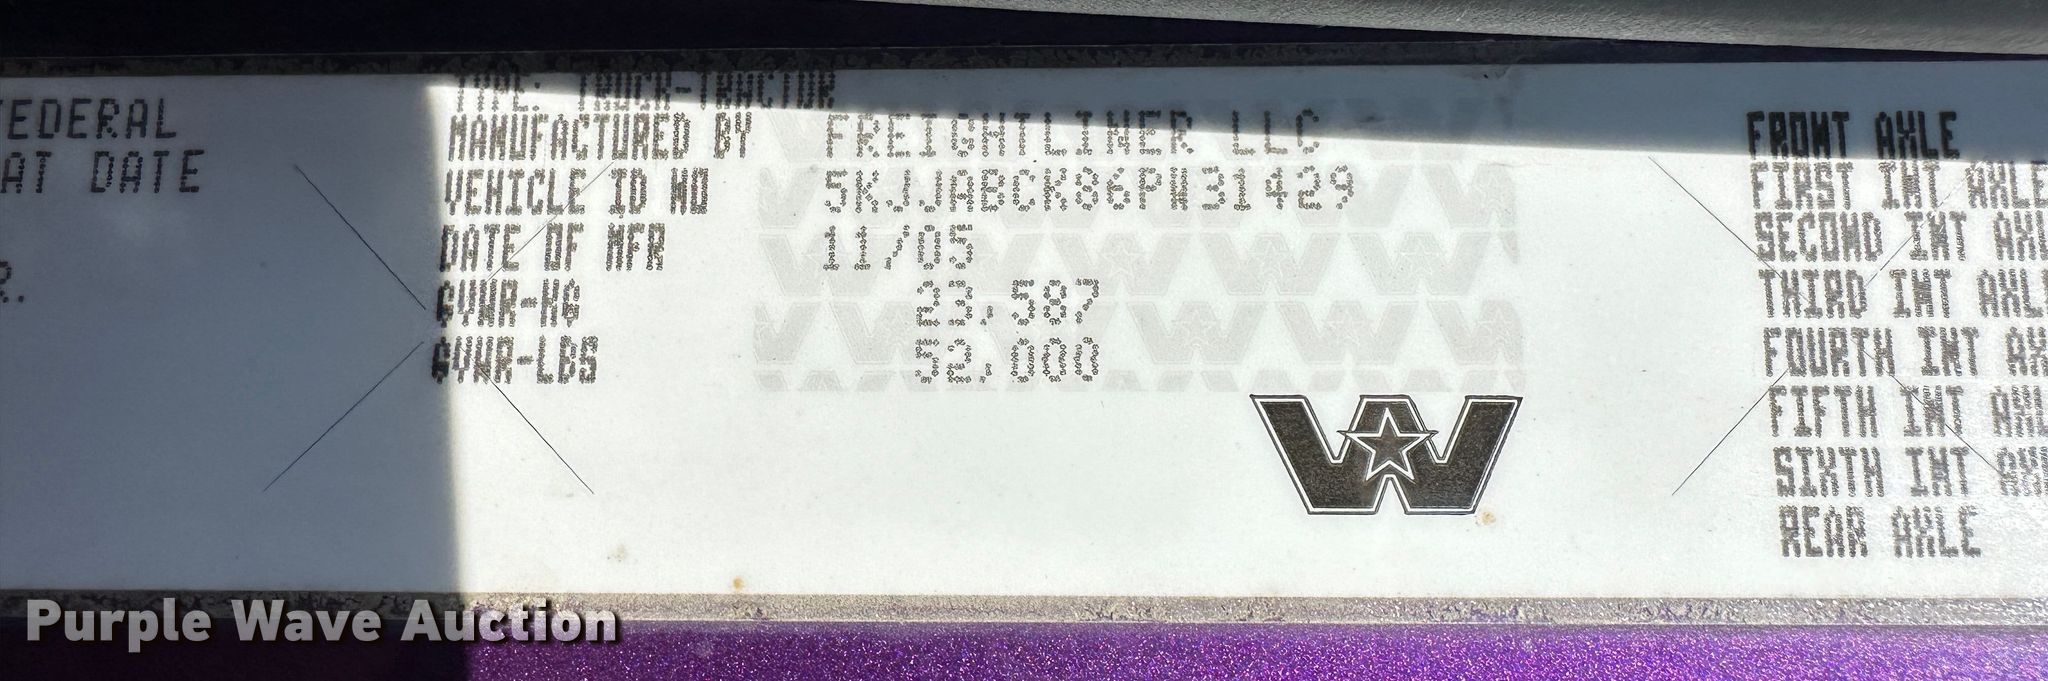 FEDERAL
AT DATE
R.
TYPE: TRUCK-TRACTOR
MANUFACTURED BY FREIGHTLINER LLC
VEHICLE ID NO
DATE OF MFR 11/05
GVWR-KG 23,587
GVWR-LBS 52,000
FRONT AXLE
FIRST INT AXLE
SECOND INT AXL
THIRD INT AXLE
FOURTH INT AX
FIFTH INT AX
SIXTH INT AX
REAR AXLE
Purple Wave Auction